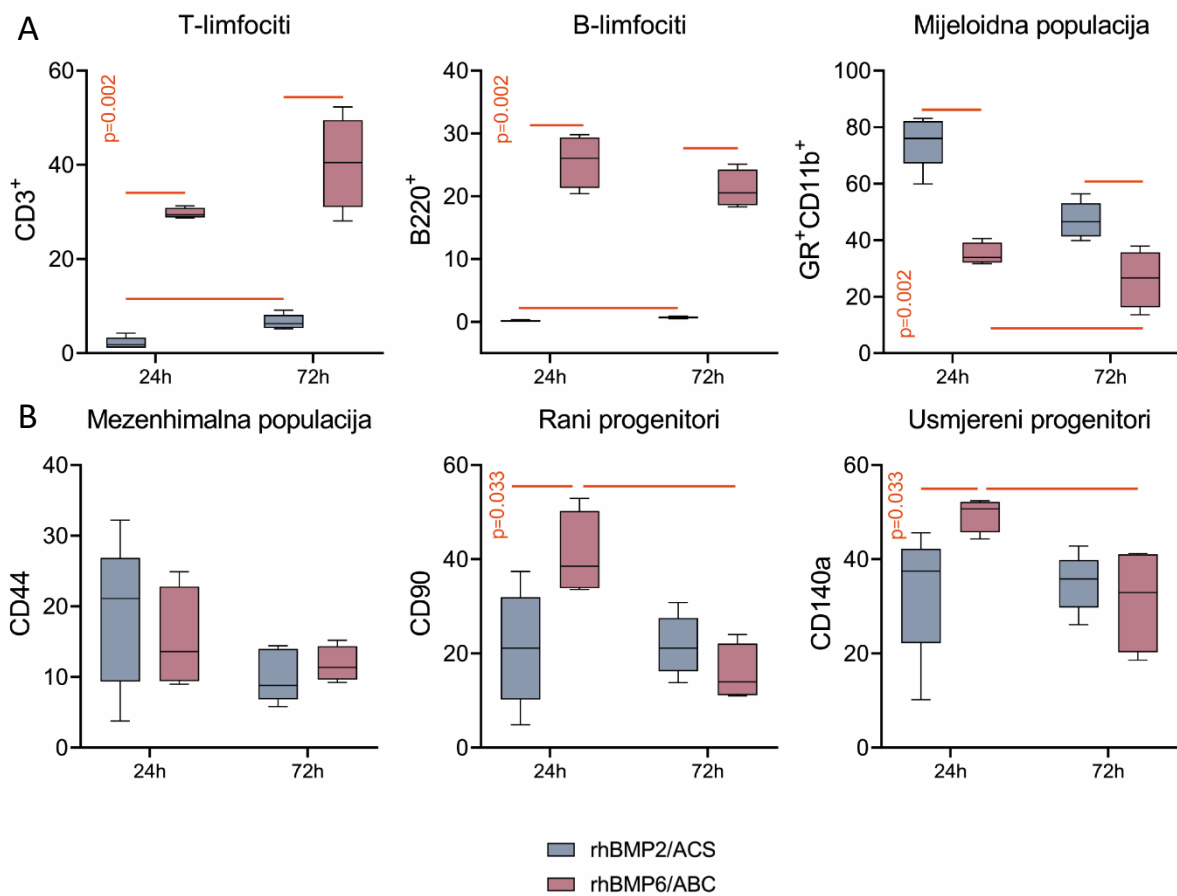 A
T-limfociti
B-limfociti
Mijeloidna populacija
CD3+
60
40
20
0
p=0.002
24h
72h
B220+
40
30
20
10
0
p=0.002
24h
72h
GR+CD11b+
100
80
60
40
20
0
p=0.002
24h
72h
B
Mezenhimalna populacija
Rani progenitori
Usmjereni progenitori
CD44
40
30
20
10
0
24h
72h
CD90
60
40
20
0
p=0.033
24h
72h
CD140a
60
40
20
0
p=0.033
24h
72h
rhBMP2/ACS
rhBMP6/ABC